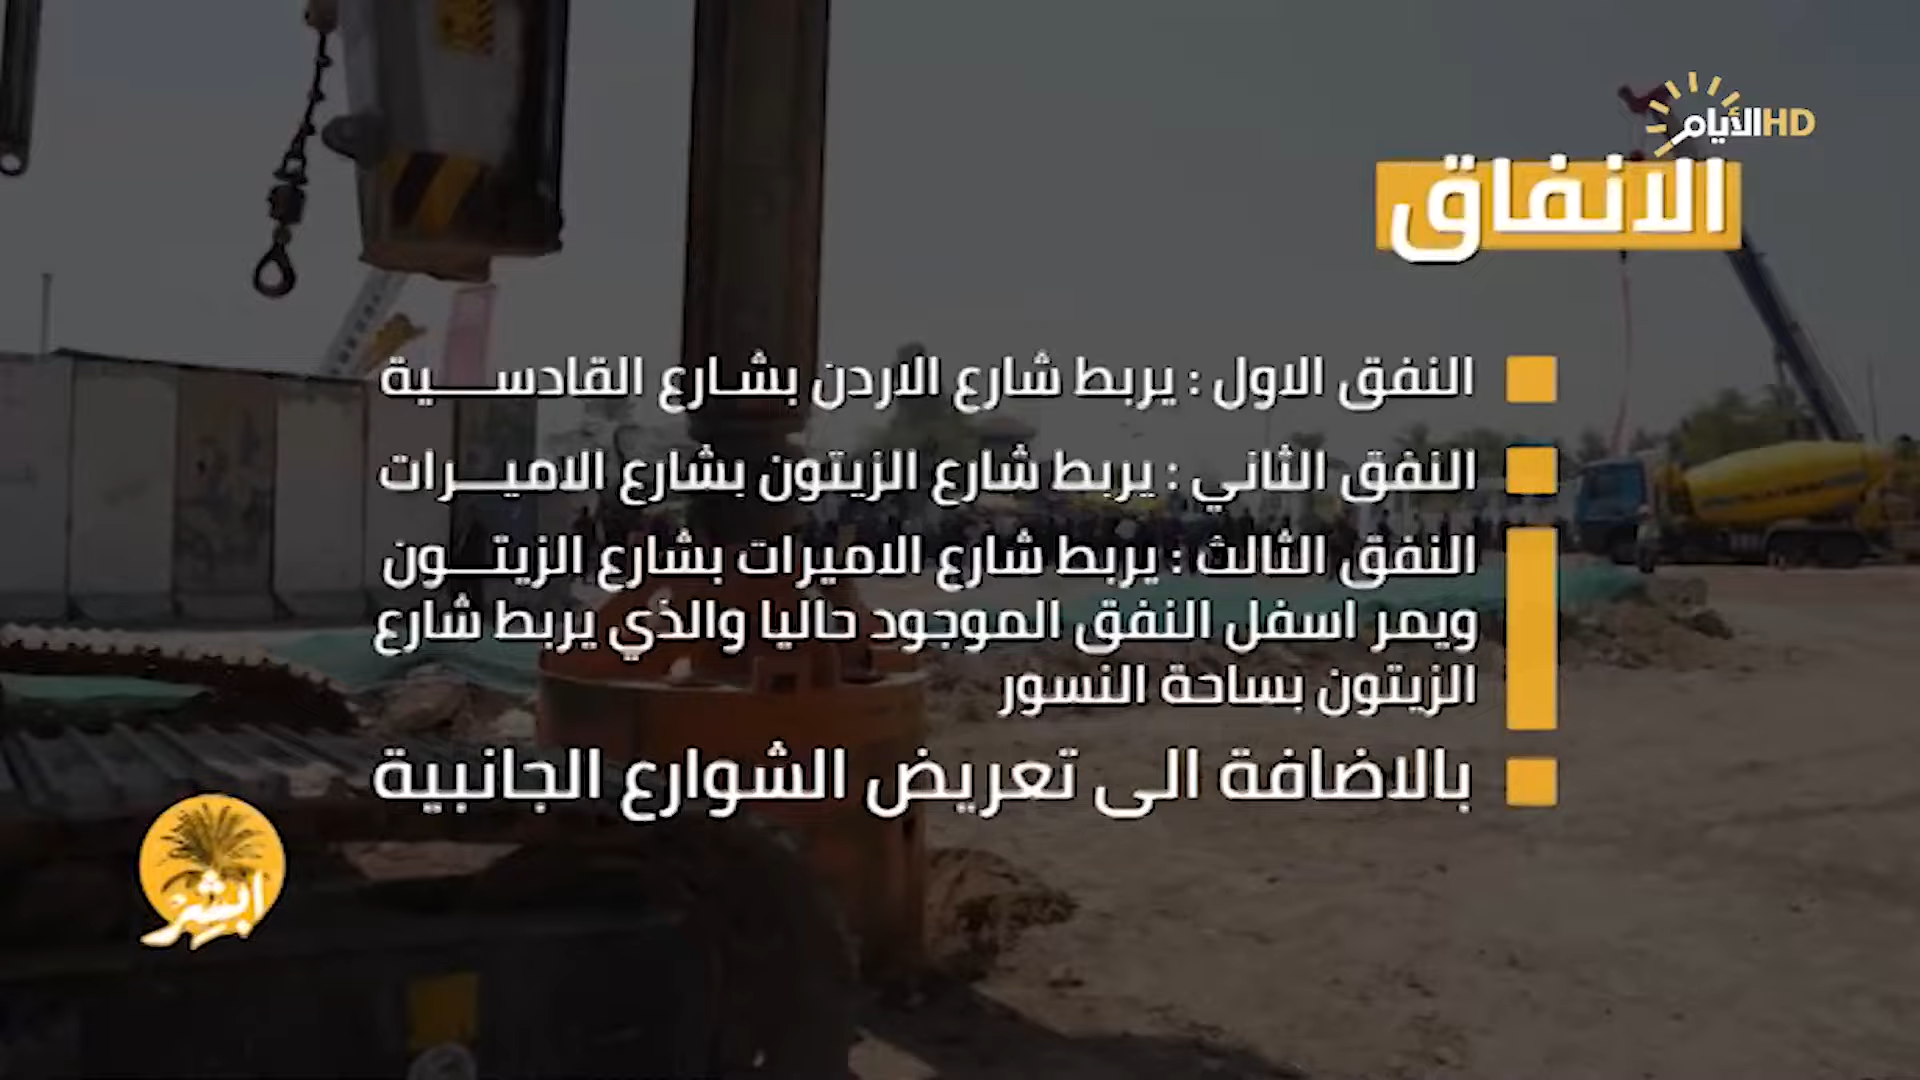 الأيام HD
الانفاق
النفق الاول : يربط شارع الاردن بشارع القادسية
النفق الثاني : يربط شارع الزيتون بشارع الاميرات
النفق الثالث : يربط شارع الاميرات بشارع الزيتون
ويمر اسفل النفق الموجود حاليا والذي يربط شارع
الزيتون بساحة النسور
بالاضافة الى تعريض الشوارع الجانبية
ابشر